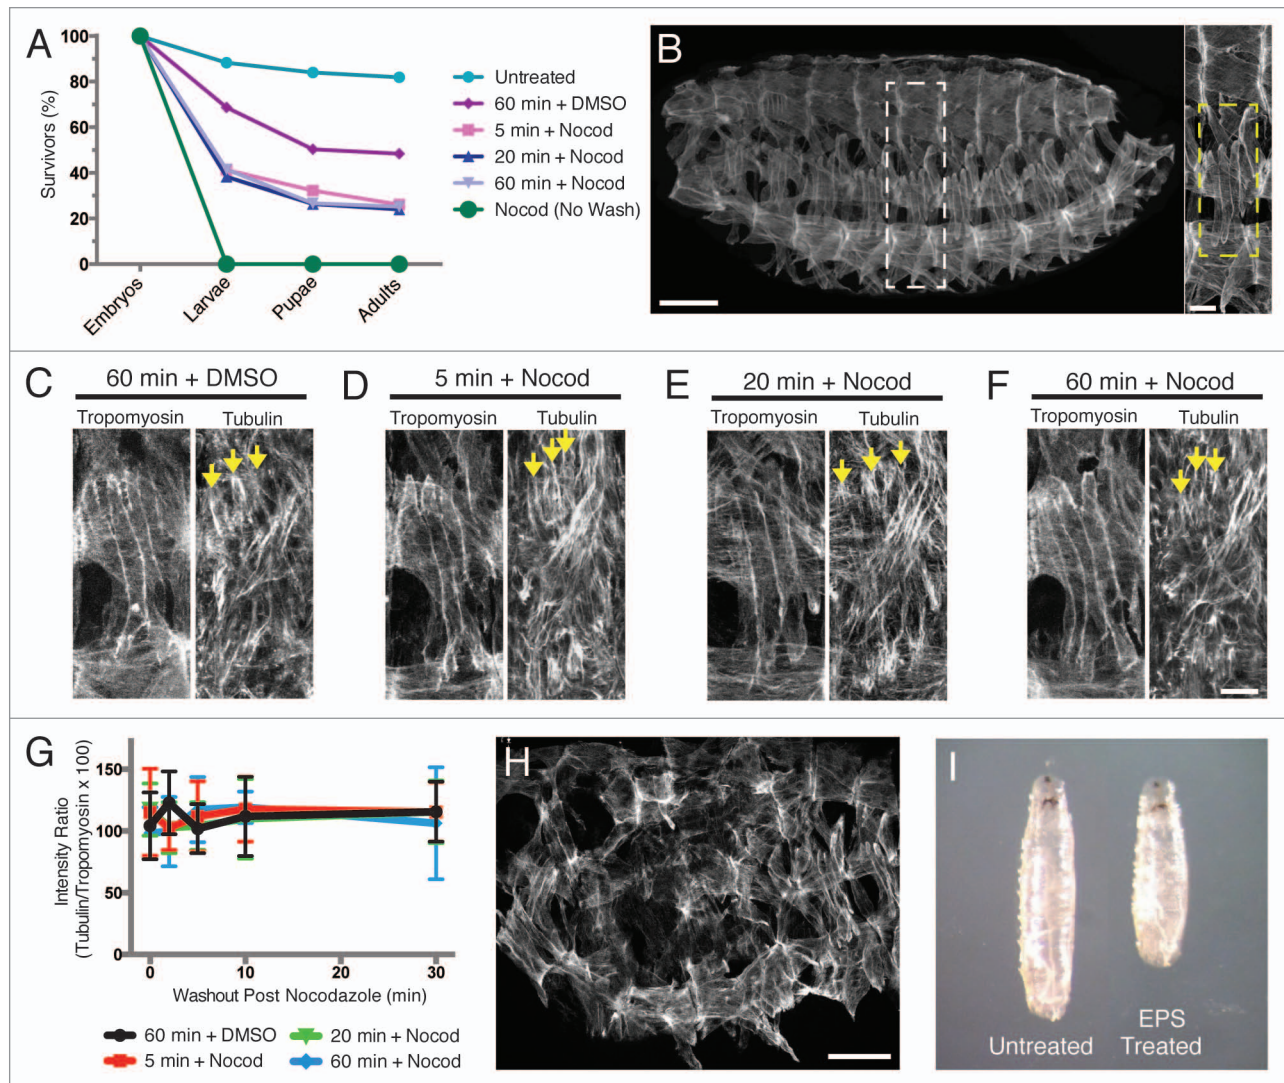 A
100
80
60
40
20
0
Survivors (%)
Embryos
Larvae
Pupae
Adults
Untreated
60 min + DMSO
5 min + Nocod
20 min + Nocod
60 min + Nocod
Nocod (No Wash)
B
C
60 min + DMSO
Tropomyosin
Tubulin
D
5 min + Nocod
Tropomyosin
Tubulin
E
20 min + Nocod
Tropomyosin
Tubulin
F
60 min + Nocod
Tropomyosin
Tubulin
G
Intensity Ratio
(Tubulin/Tropomyosin x 100)
150
100
50
0
0
10
20
30
Washout Post Nocodazole (min)
60 min + DMSO
20 min + Nocod
5 min + Nocod
60 min + Nocod
H
I
Untreated
EPS
Treated